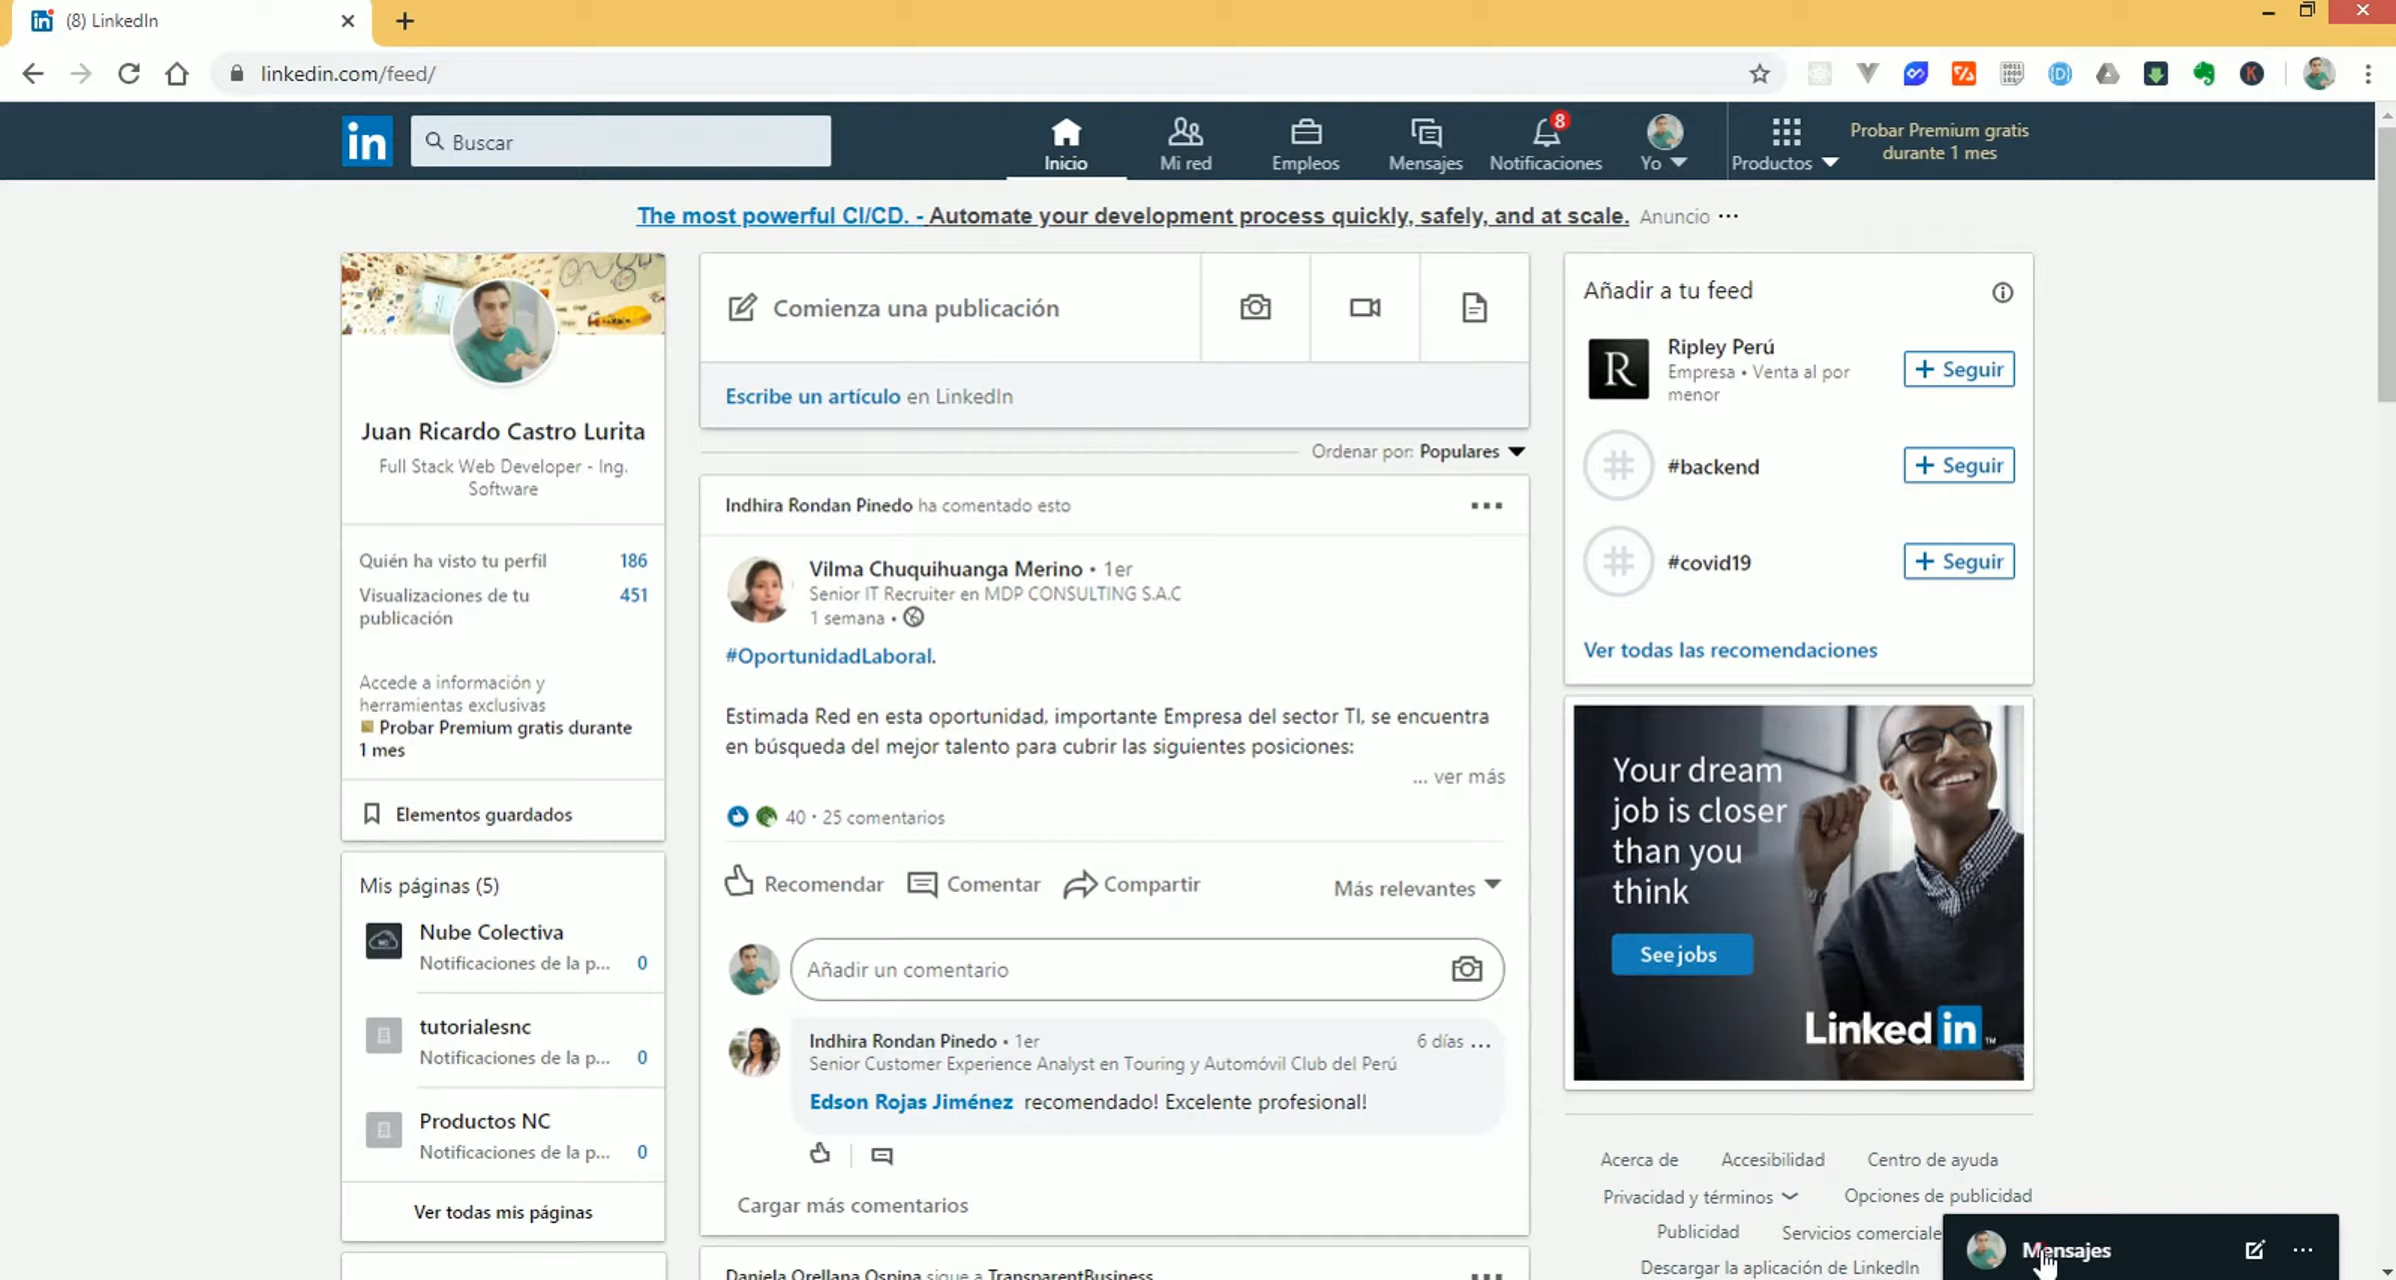 (8) LinkedIn
linkedin.com/feed/
in
Buscar
Inicio
Mi red
Empleos
Mensajes
8
Notificaciones
Yo
Productos
Probar Premium gratis
durante 1 mes
The most powerful CI/CD. - Automate your development process quickly, safely, and at scale. Anuncio
Juan Ricardo Castro Lurita
Full Stack Web Developer - Ing.
Software
Quién ha visto tu perfil 186
Visualizaciones de tu 451
publicación
Accede a información y
herramientas exclusivas
Probar Premium gratis durante
1 mes
Elementos guardados
Mis páginas (5)
Nube Colectiva
Notificaciones de la p... 0
tutorialesnc
Notificaciones de la p... 0
Productos NC
Notificaciones de la p... 0
Ver todas mis páginas
Comienza una publicación
Escribe un artículo en LinkedIn
Ordenar por: Populares
Indhira Rondan Pinedo ha comentado esto
Vilma Chuquihuanga Merino • 1er
Senior IT Recruiter en MDP CONSULTING S.A.C
1 semana •
#OportunidadLaboral.
Estimada Red en esta oportunidad, importante Empresa del sector TI, se encuentra
en búsqueda del mejor talento para cubrir las siguientes posiciones:
... ver más
40 · 25 comentarios
Recomendar
Comentar
Compartir
Más relevantes
Añadir un comentario
Indhira Rondan Pinedo • 1er 6 días ...
Senior Customer Experience Analyst en Touring y Automóvil Club del Perú
Edson Rojas Jiménez recomendado! Excelente profesional!
Cargar más comentarios
Daniela Orellana Ospina sigue a TransparentBusiness
Añadir a tu feed
R
Ripley Perú
Empresa • Venta al por
menor
+ Seguir
#
#backend
+ Seguir
#
#covid19
+ Seguir
Ver todas las recomendaciones
Your dream
job is closer
than you
think
See jobs
Linked in ™
Acerca de Accesibilidad Centro de ayuda
Privacidad y términos Opciones de publicidad
Publicidad Servicios comerciale
Descargar la aplicación de LinkedIn
Mensajes